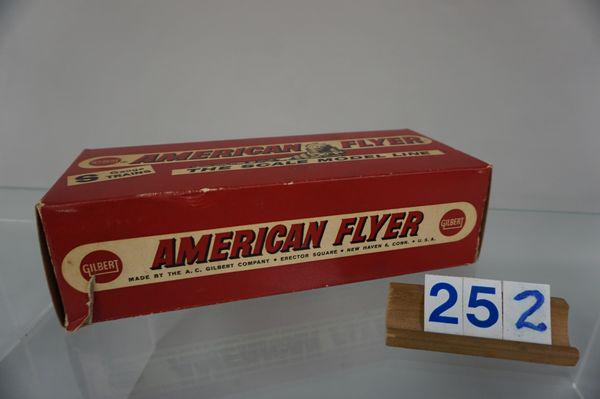 AMERICAN FLYER
S Gauge TRAINS
THE SCALE MODEL LINE
GILBERT
AMERICAN FLYER
GILBERT
MADE BY THE A. C. GILBERT COMPANY • ERECTOR SQUARE • NEW HAVEN 6, CONN. • U. S. A.
252